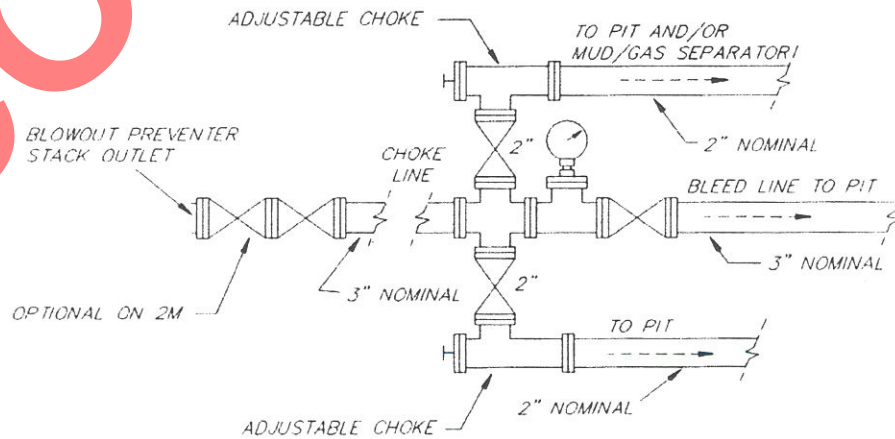 ADJUSTABLE CHOKE
TO PIT AND/OR
MUD/GAS SEPARATOR
BLOWOUT PREVENTER
STACK OUTLET
CHOKE
LINE
2"
2" NOMINAL
BLEED LINE TO PIT
3" NOMINAL
3" NOMINAL
OPTIONAL ON 2M
2"
TO PIT
2" NOMINAL
ADJUSTABLE CHOKE